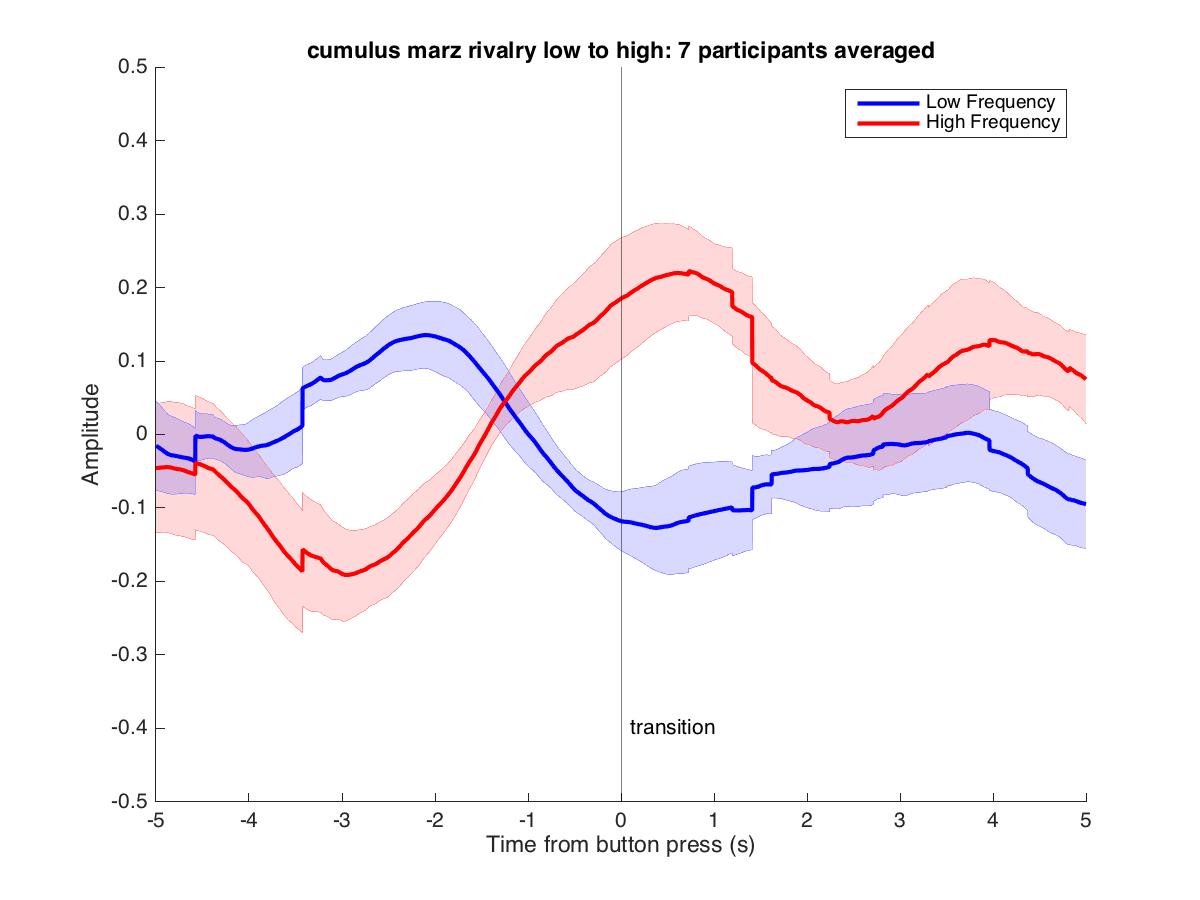 cumulus marz rivalry low to high: 7 participants averaged
0.5
0.4
0.3
0.2
0.1
0
-0.1
-0.2
-0.3
-0.4
-0.5
Amplitude
Low Frequency
High Frequency
transition
-5 -4 -3 -2 -1 0 1 2 3 4 5
Time from button press (s)